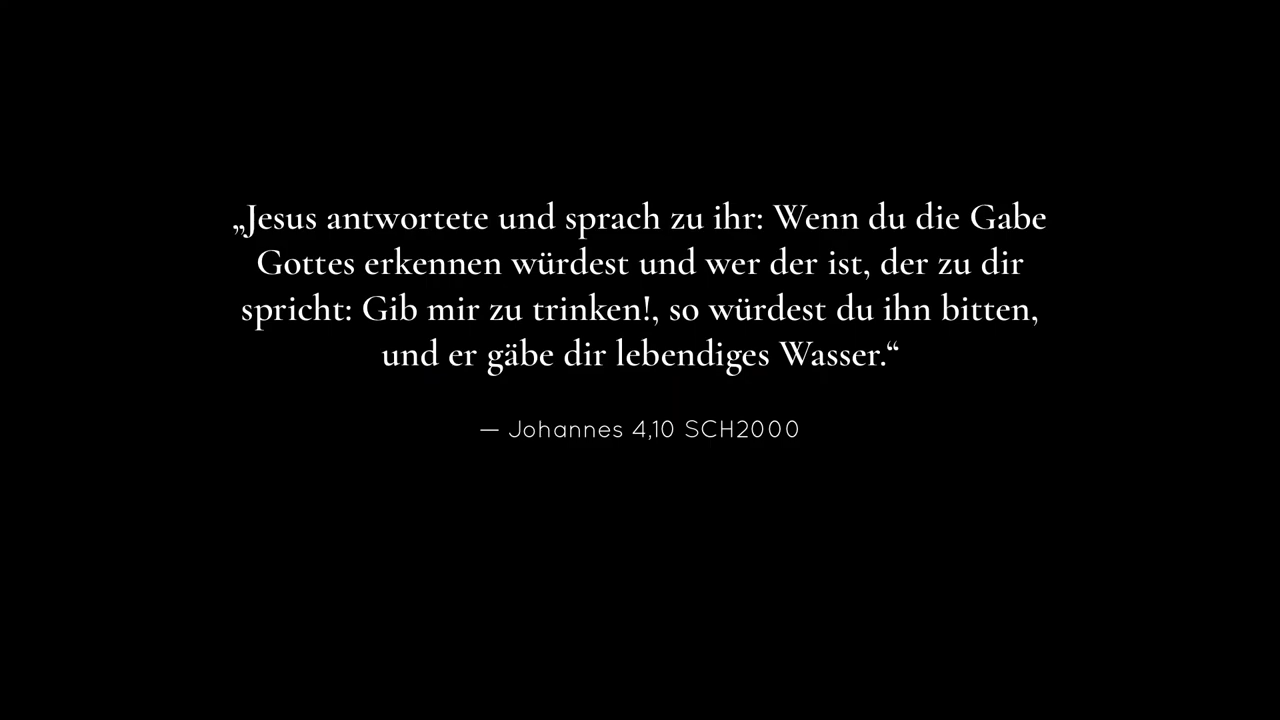 „Jesus antwortete und sprach zu ihr: Wenn du die Gabe
Gottes erkennen würdest und wer der ist, der zu dir
spricht: Gib mir zu trinken!, so würdest du ihn bitten,
und er gäbe dir lebendiges Wasser.“
— Johannes 4,10 SCH2000